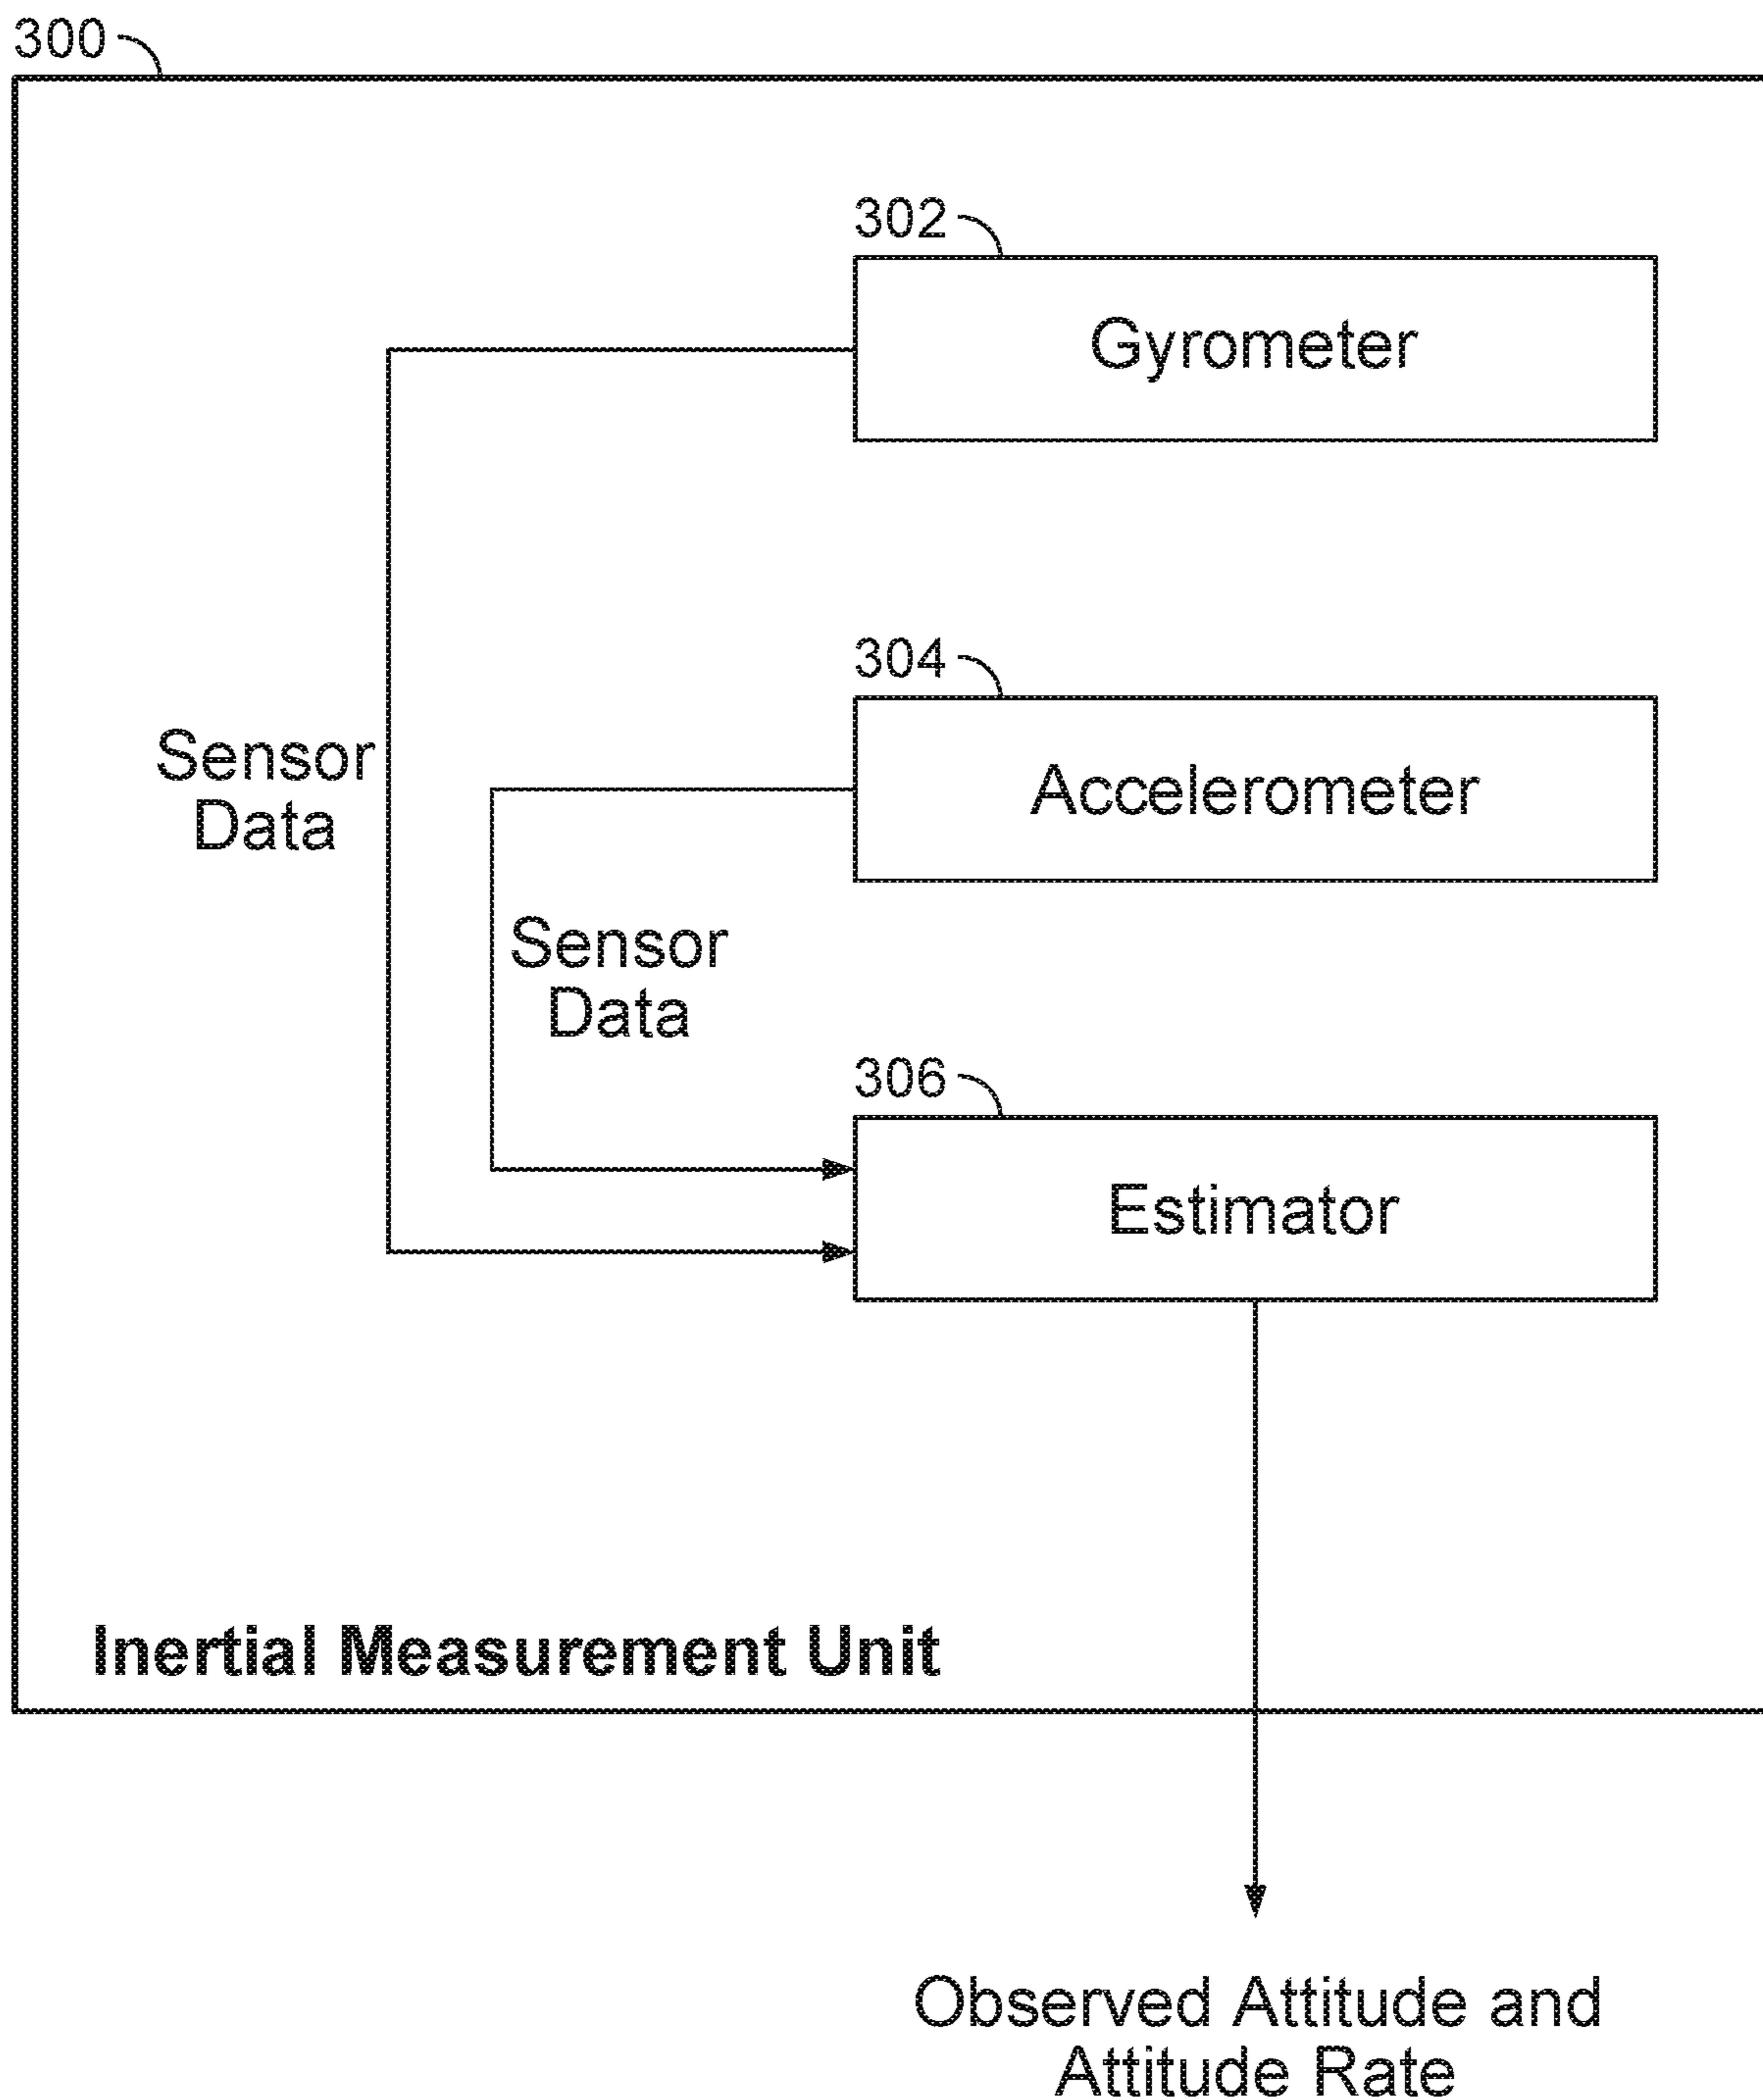 300
302
Gyrometer
304
Accelerometer
Sensor
Data
Sensor
Data
306
Estimator
Inertial Measurement Unit
Observed Attitude and
Attitude Rate